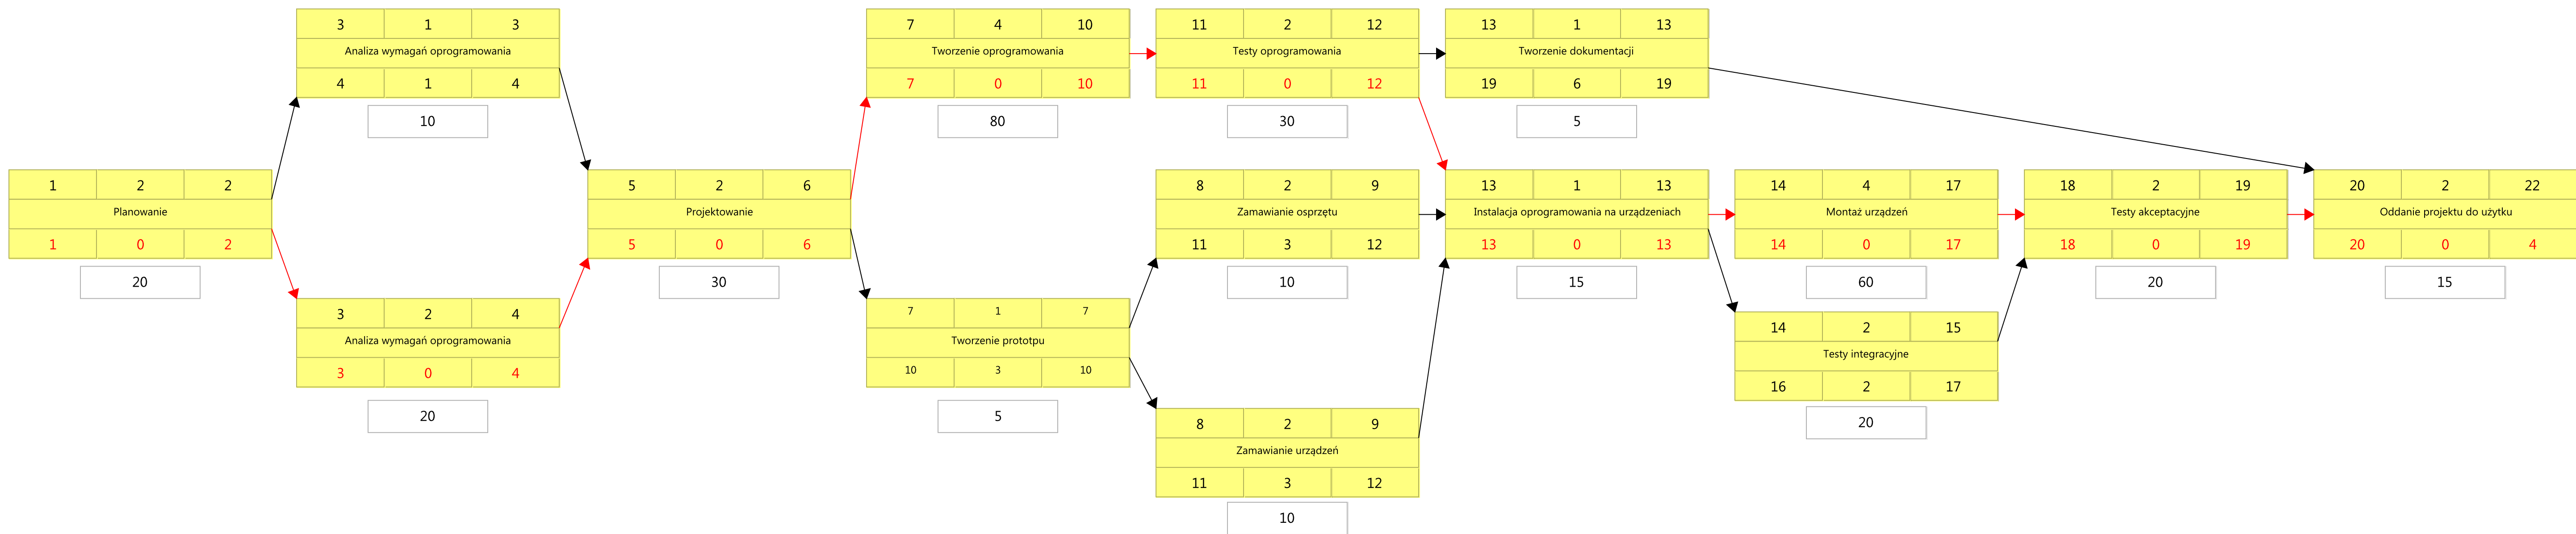 3 1 3
Analiza wymagań oprogramowania
4 1 4
10
7 4 10
Tworzenie oprogramowania
7 0 10
80
11 2 12
Testy oprogramowania
11 0 12
30
13 1 13
Tworzenie dokumentacji
19 6 19
5
1 2 2
Planowanie
1 0 2
20
5 2 6
Projektowanie
5 0 6
30
8 2 9
Zamawianie osprzętu
11 3 12
10
13 1 13
Instalacja oprogramowania na urządzeniach
13 0 13
15
14 4 17
Montaż urządzeń
14 0 17
60
18 2 19
Testy akceptacyjne
18 0 19
20
20 2 22
Oddanie projektu do użytku
20 0 4
15
3 2 4
Analiza wymagań oprogramowania
3 0 4
20
7 1 7
Tworzenie prototpu
10 3 10
5
14 2 15
Testy integracyjne
16 2 17
20
8 2 9
Zamawianie urządzeń
11 3 12
10